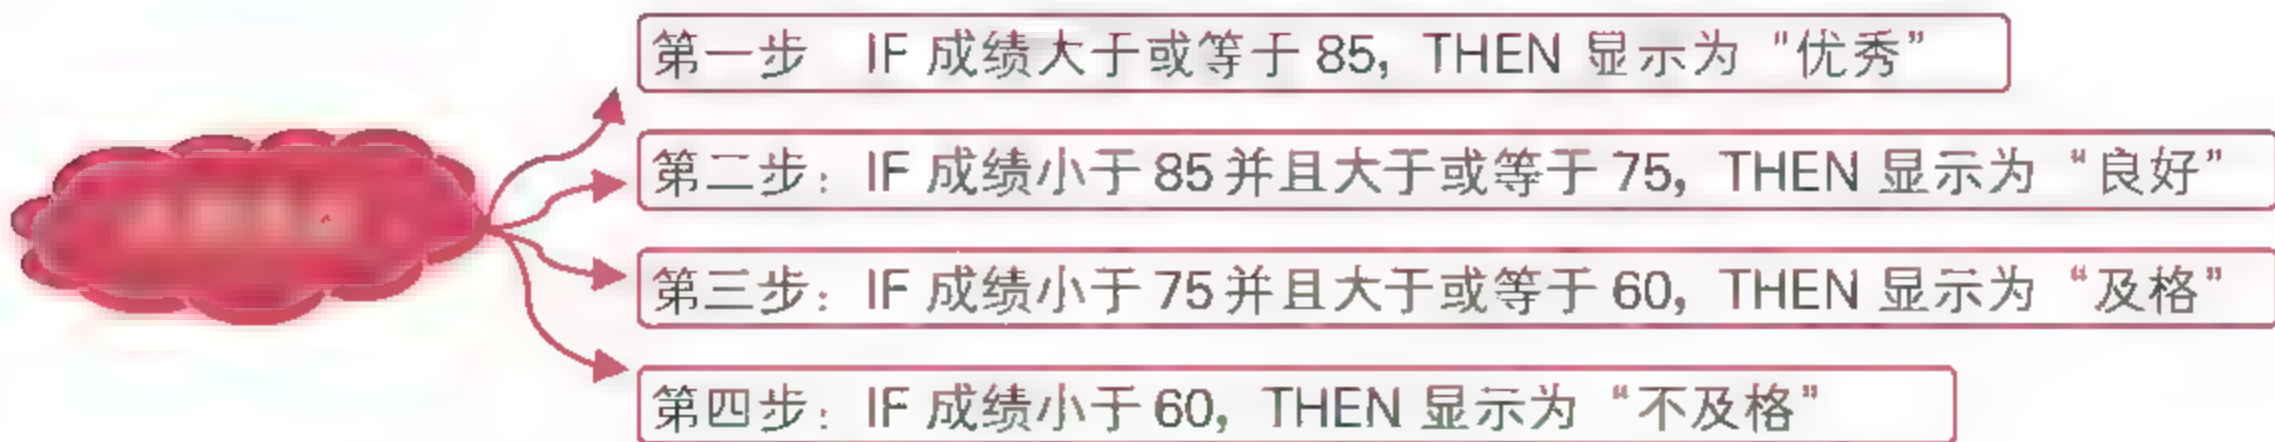 第一步 IF 成绩大于或等于 85, THEN 显示为 “优秀”
第二步: IF 成绩小于 85 并且大于或等于 75, THEN 显示为 “良好”
第三步: IF 成绩小于 75 并且大于或等于 60, THEN 显示为 “及格”
第四步: IF 成绩小于 60, THEN 显示为 “不及格”